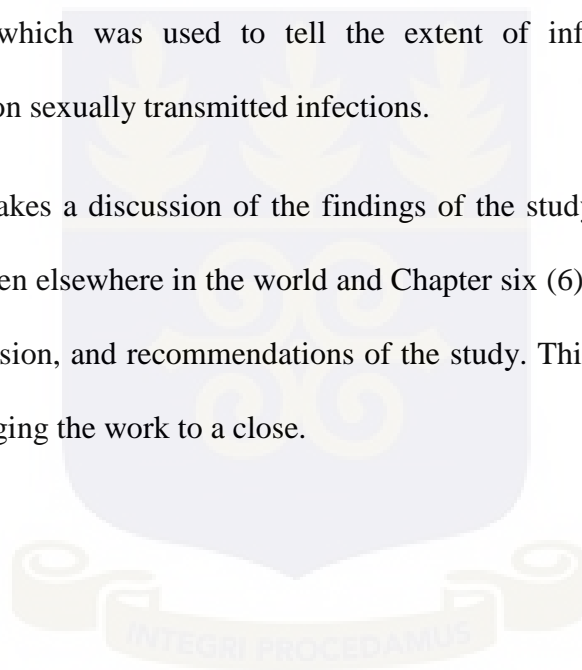 which was used to tell the extent of inf
on sexually transmitted infections.
akes a discussion of the findings of the study
en elsewhere in the world and Chapter six (6)
sion, and recommendations of the study. Thi
ging the work to a close.
INTEGRI PROCEDAMUS